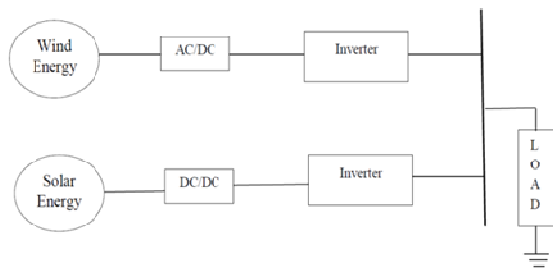 Wind
Energy
AC/DC
Inverter
Solar
Energy
DC/DC
Inverter
L
O
A
D